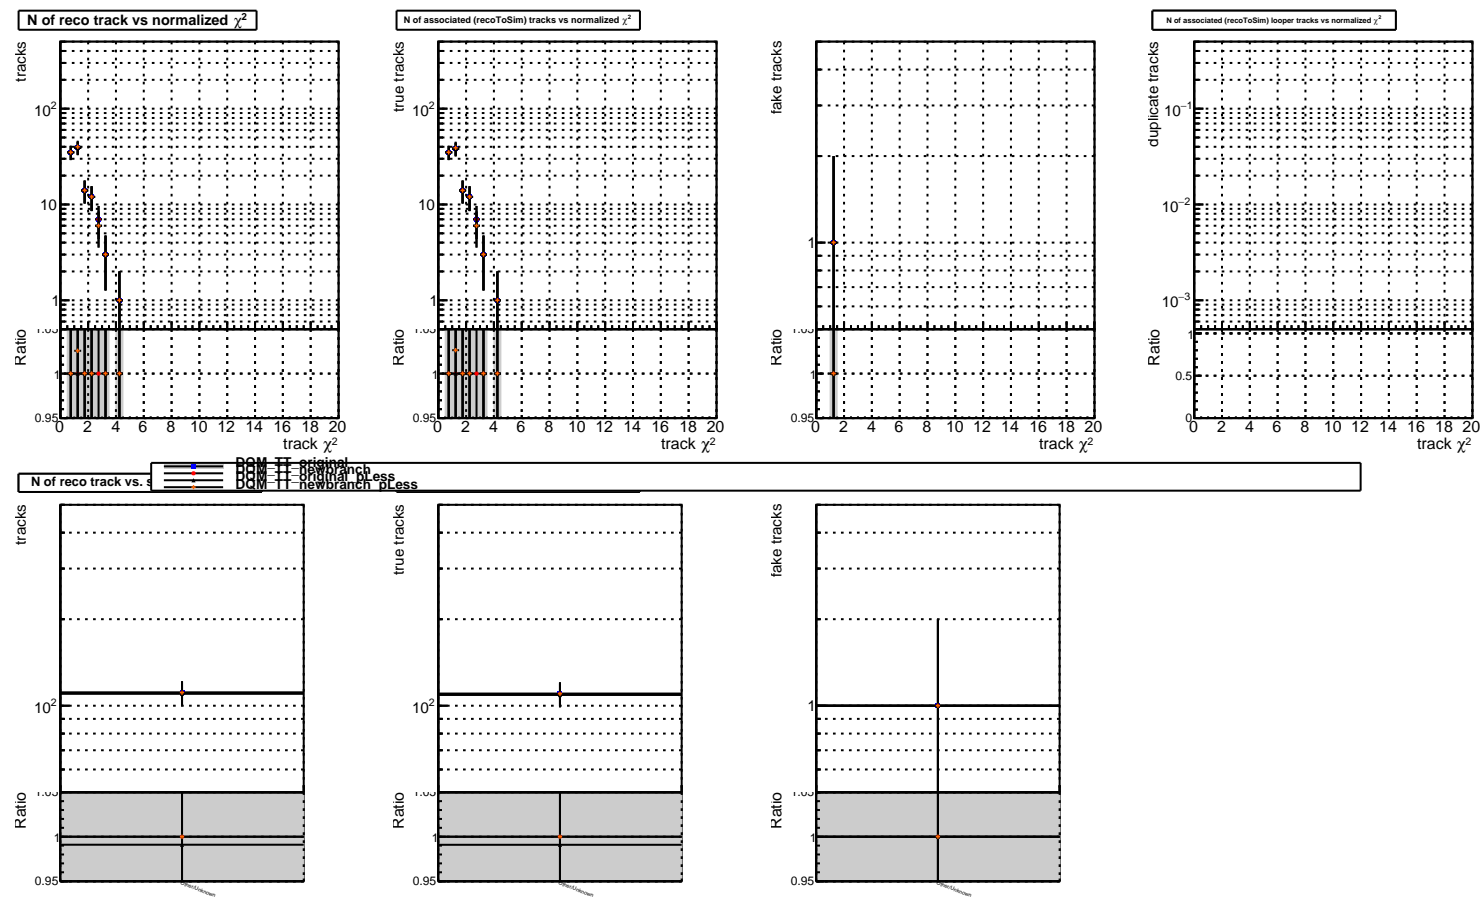 N of reco track vs normalized χ²
N of associated (recoToSim) tracks vs normalized χ²
N of associated (recoToSim) looper tracks vs normalized χ²
tracks
10²
10
1
Ratio
1
0.95
0 2 4 6 8 10 12 14 16 18 20
track χ²
true tracks
10²
10
1
Ratio
1
0.95
0 2 4 6 8 10 12 14 16 18 20
track χ²
fake tracks
1
Ratio
1
0.95
0 2 4 6 8 10 12 14 16 18 20
track χ²
duplicate tracks
10⁻¹
10⁻²
10⁻³
Ratio
1
0.5
0
0 2 4 6 8 10 12 14 16 18 20
track χ²
DQM_TT_original
DQM_TT_newbranch
DQM_TT_original_pLess
DQM_TT_newbranch_pLess
N of reco track vs.
tracks
10²
Ratio
1
0.95
true tracks
10²
Ratio
1
0.95
fake tracks
1
Ratio
1
0.95